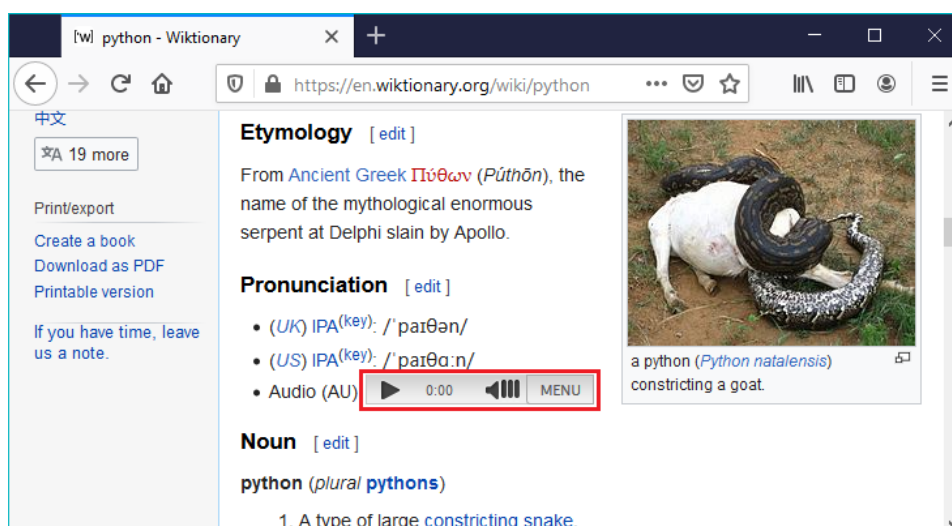 ['w] python - Wiktionary
https://en.wiktionary.org/wiki/python
中文
文A 19 more
Print/export
Create a book
Download as PDF
Printable version
If you have time, leave
us a note.
Etymology [ edit ]
From Ancient Greek Πύθων (Púthōn), the
name of the mythological enormous
serpent at Delphi slain by Apollo.
Pronunciation [ edit ]
• (UK) IPA(key): /ˈpaɪθən/
• (US) IPA(key): /ˈpaɪθɑːn/
• Audio (AU) 0:00 MENU
Noun [ edit ]
python (plural pythons)
1. A type of large constricting snake.
a python (Python natalensis)
constricting a goat.